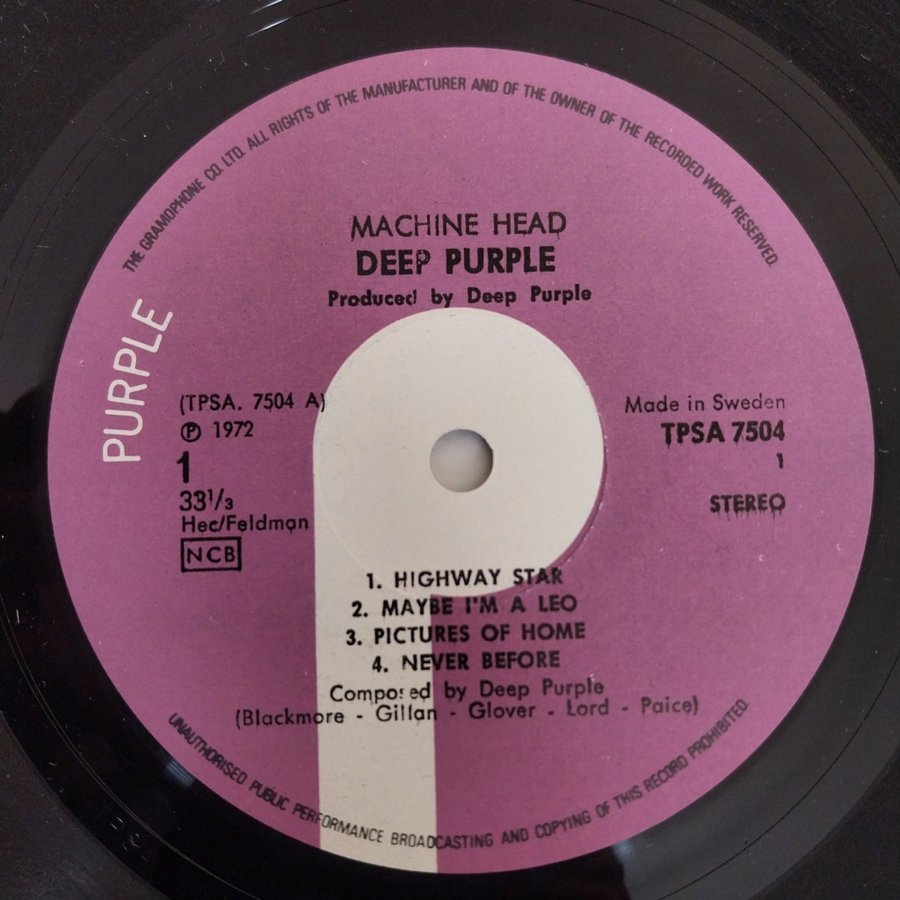 THE GRAMOPHONE CO. LTD. ALL RIGHTS OF THE MANUFACTURER AND OF THE OWNER OF THE RECORDED WORK RESERVED.
MACHINE HEAD
DEEP PURPLE
Produced by Deep Purple
PURPLE
(TPSA. 7504 A)
Ⓟ 1972
1
33⅓
Hec/Feldman
NCB
Made in Sweden
TPSA 7504
1
STEREO
1. HIGHWAY STAR
2. MAYBE I'M A LEO
3. PICTURES OF HOME
4. NEVER BEFORE
Composed by Deep Purple
(Blackmore - Gillan - Glover - Lord - Paice)
UNAUTHORISED PUBLIC PERFORMANCE BROADCASTING AND COPYING OF THIS RECORD PROHIBITED.